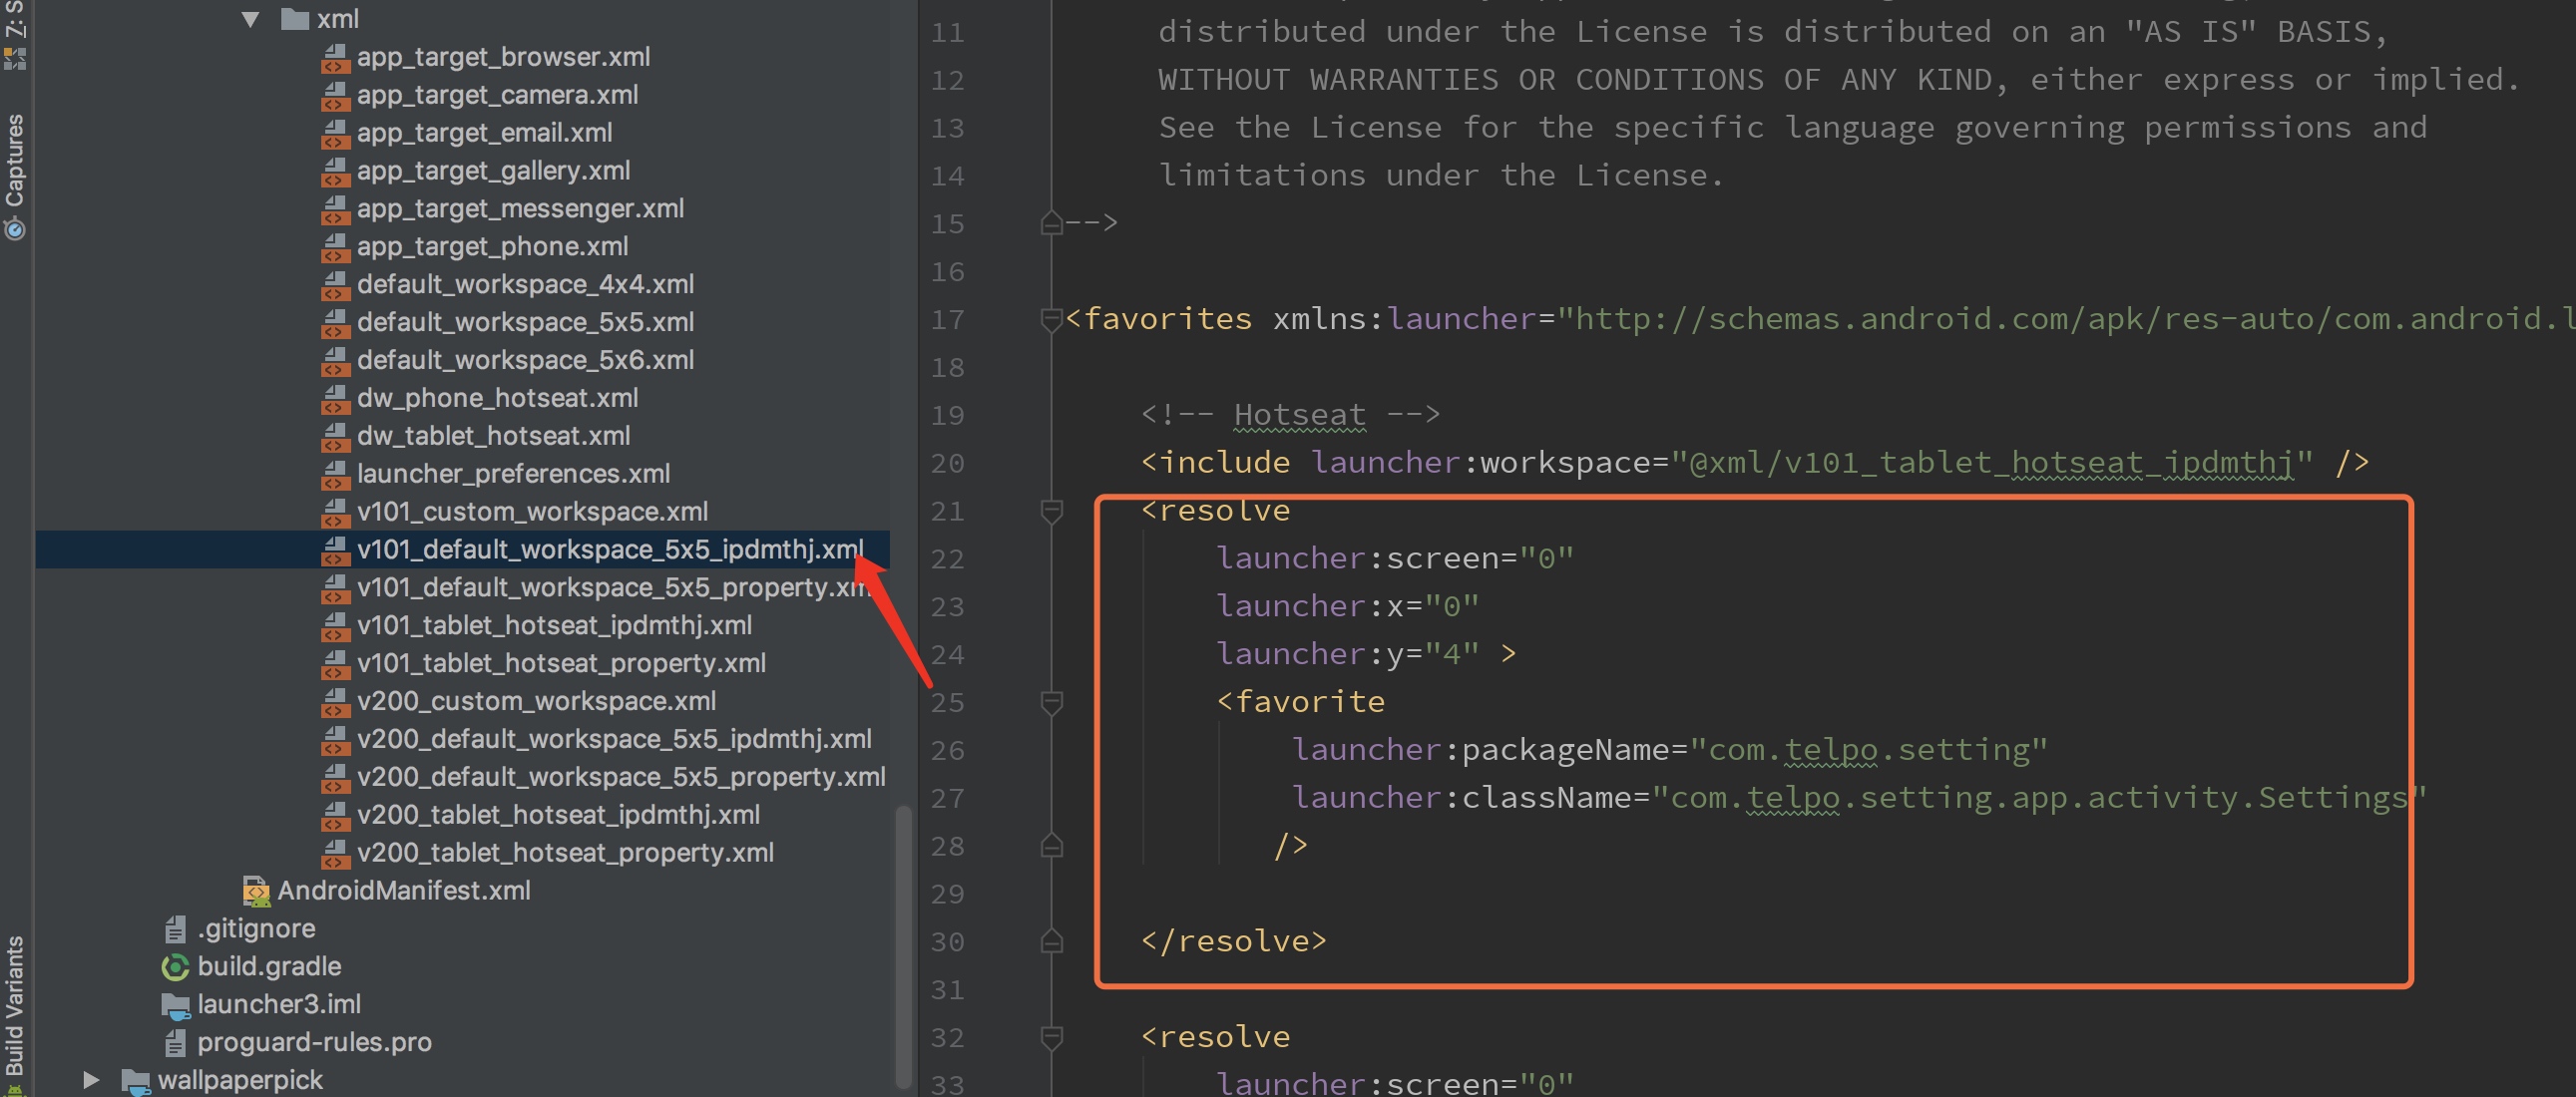 Z: S
Captures
Build Variants
xml
app_target_browser.xml
app_target_camera.xml
app_target_email.xml
app_target_gallery.xml
app_target_messenger.xml
app_target_phone.xml
default_workspace_4x4.xml
default_workspace_5x5.xml
default_workspace_5x6.xml
dw_phone_hotseat.xml
dw_tablet_hotseat.xml
launcher_preferences.xml
v101_custom_workspace.xml
v101_default_workspace_5x5_ipdmthj.xml
v101_default_workspace_5x5_property.xm
v101_tablet_hotseat_ipdmthj.xml
v101_tablet_hotseat_property.xml
v200_custom_workspace.xml
v200_default_workspace_5x5_ipdmthj.xml
v200_default_workspace_5x5_property.xml
v200_tablet_hotseat_ipdmthj.xml
v200_tablet_hotseat_property.xml
AndroidManifest.xml
.gitignore
build.gradle
launcher3.iml
proguard-rules.pro
wallpaperpick
11 distributed under the License is distributed on an "AS IS" BASIS,
12 WITHOUT WARRANTIES OR CONDITIONS OF ANY KIND, either express or implied.
13 See the License for the specific language governing permissions and
14 limitations under the License.
15 -->
16
17 <favorites xmlns:launcher="http://schemas.android.com/apk/res-auto/com.android.l
18
19 <!-- Hotseat -->
20 <include launcher:workspace="@xml/v101_tablet_hotseat_ipdmthj" />
21 <resolve
22 launcher:screen="0"
23 launcher:x="0"
24 launcher:y="4" >
25 <favorite
26 launcher:packageName="com.telpo.setting"
27 launcher:className="com.telpo.setting.app.activity.Settings"
28 />
29
30 </resolve>
31
32 <resolve
33 launcher:screen="0"